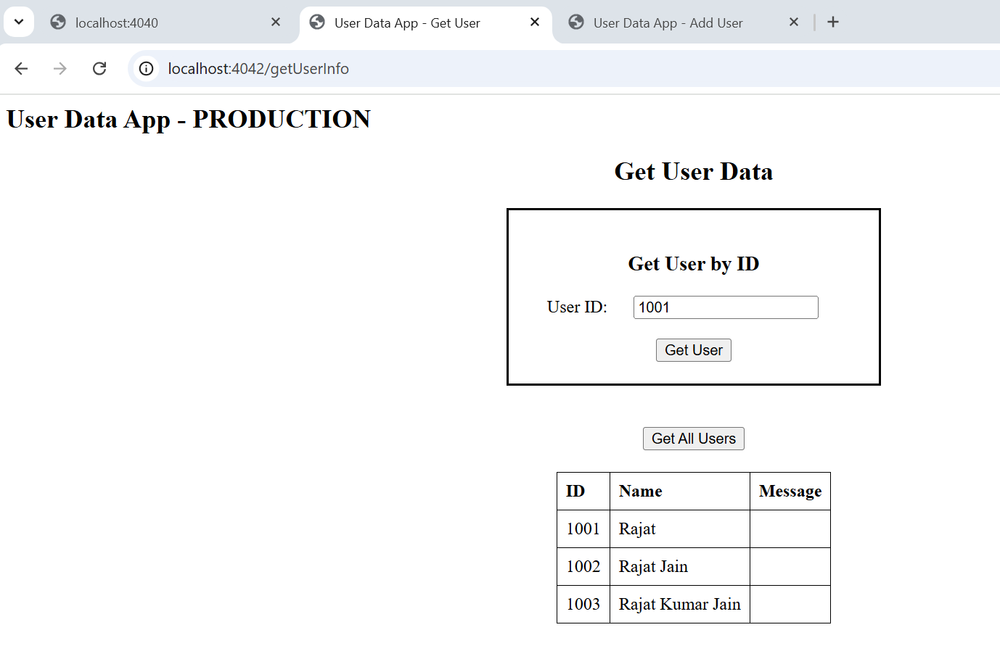 localhost:4040
User Data App - Get User
User Data App - Add User
localhost:4042/getUserInfo
User Data App - PRODUCTION
Get User Data
Get User by ID
User ID: 1001
Get User
Get All Users
ID Name Message
1001 Rajat
1002 Rajat Jain
1003 Rajat Kumar Jain